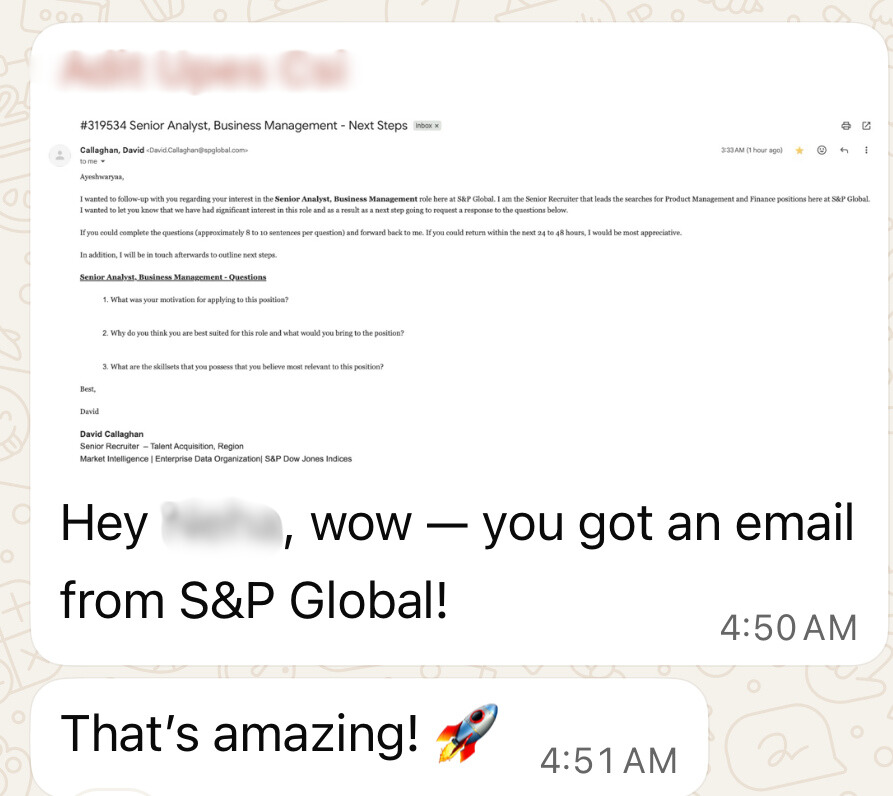 #319534 Senior Analyst, Business Management - Next Steps Inbox x
Callaghan, David <David.Callaghan@spglobal.com>
3:33 AM (1 hour ago)
to me
Ayeshwaryaa,
I wanted to follow-up with you regarding your interest in the Senior Analyst, Business Management role here at S&P Global. I am the Senior Recruiter that leads the searches for Product Management and Finance positions here at S&P Global.
I wanted to let you know that we have had significant interest in this role and as a result as a next step going to request a response to the questions below.
If you could complete the questions (approximately 8 to 10 sentences per question) and forward back to me. If you could return within the next 24 to 48 hours, I would be most appreciative.
In addition, I will be in touch afterwards to outline next steps.
Senior Analyst, Business Management - Questions
1. What was your motivation for applying to this position?
2. Why do you think you are best suited for this role and what would you bring to the position?
3. What are the skillsets that you possess that you believe most relevant to this position?
Best,
David
David Callaghan
Senior Recruiter – Talent Acquisition, Region
Market Intelligence | Enterprise Data Organization| S&P Dow Jones Indices
Hey , wow — you got an email
from S&P Global!
4:50 AM
That's amazing! 🚀
4:51 AM